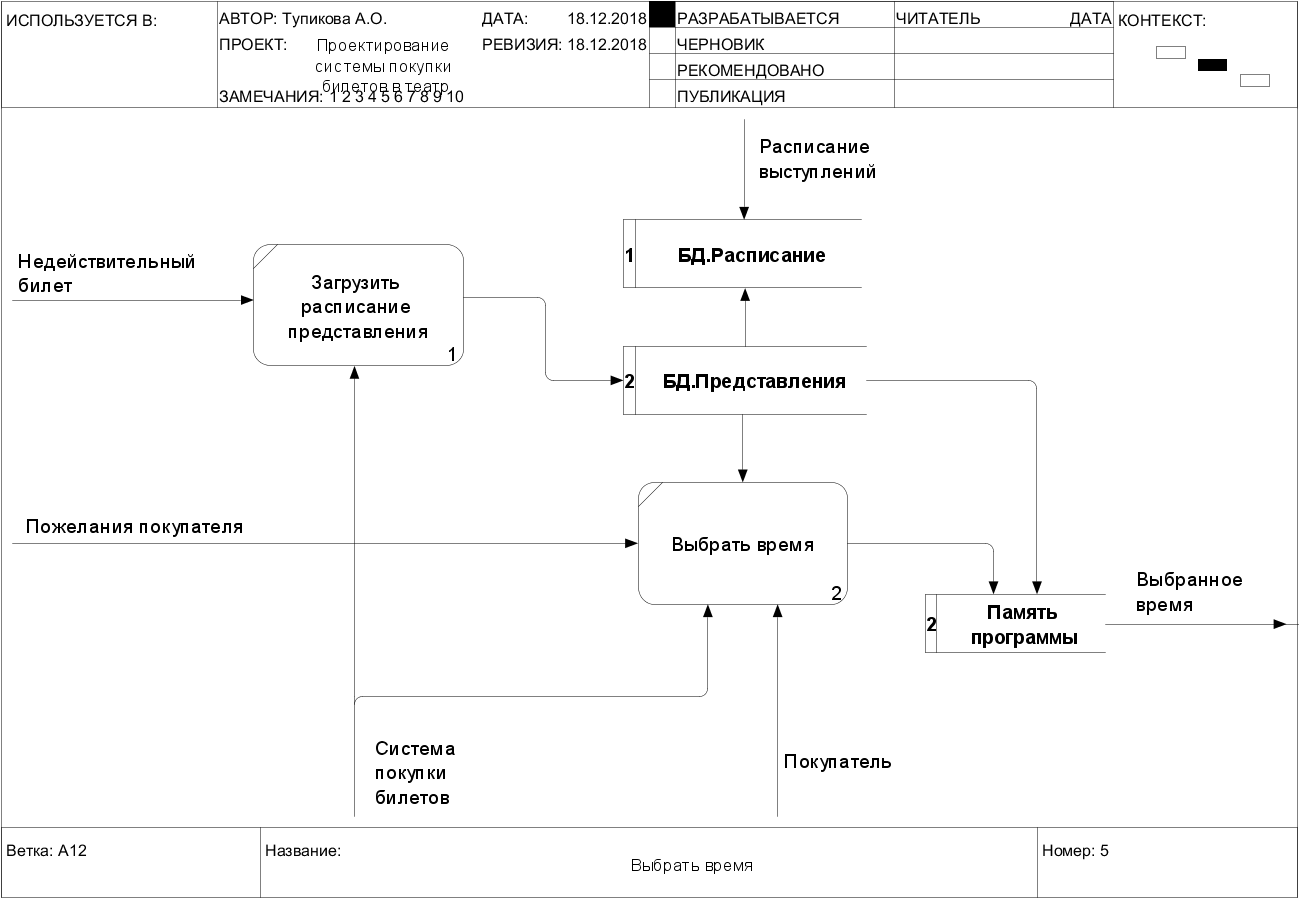 ИСПОЛЬЗУЕТСЯ В:
АВТОР: Тупикова А.О.
ДАТА: 18.12.2018
РАЗРАБАТЫВАЕТСЯ
ЧИТАТЕЛЬ
ДАТА
КОНТЕКСТ:
ПРОЕКТ:
Проектирование
системы покупки
билетов в театр
РЕВИЗИЯ: 18.12.2018
ЧЕРНОВИК
РЕКОМЕНДОВАНО
ЗАМЕЧАНИЯ: 1 2 3 4 5 6 7 8 9 10
ПУБЛИКАЦИЯ
Расписание
выступлений
1
БД.Расписание
Недействительный
билет
Загрузить
расписание
представления
1
2
БД.Представления
Пожелания покупателя
Выбрать время
2
Выбранное
время
2
Память
программы
Система
покупки
билетов
Покупатель
Ветка: A12
Название:
Выбрать время
Номер: 5